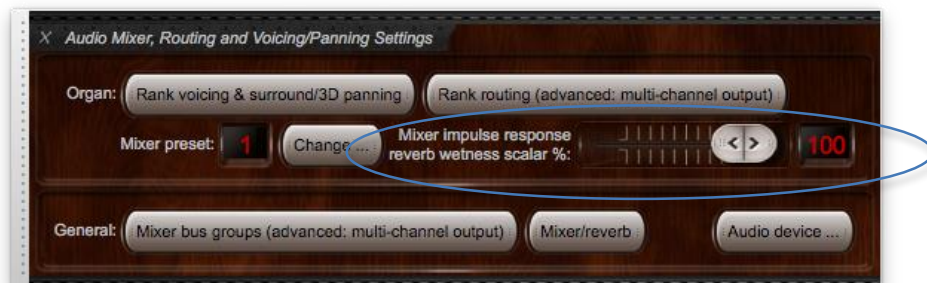 X Audio Mixer, Routing and Voicing/Panning Settings
Organ: Rank voicing & surround/3D panning Rank routing (advanced: multi-channel output)
Mixer preset: 1 Change ... Mixer impulse response
reverb wetness scalar %: < > 100
General: Mixer bus groups (advanced: multi-channel output) Mixer/reverb Audio device ...